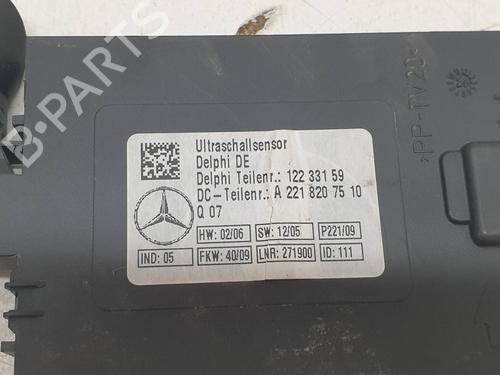 Ultraschallsensor
Delphi DE
Delphi Teilenr.: 122 331 59
DC-Teilenr.: A 221 820 75 10
Q 07
HW: 02/06 SW: 12/05 P221/09
IND: 05 FKW: 40/09 LNR: 271900 ID: 111
>PP-TV20<
B-PARTS